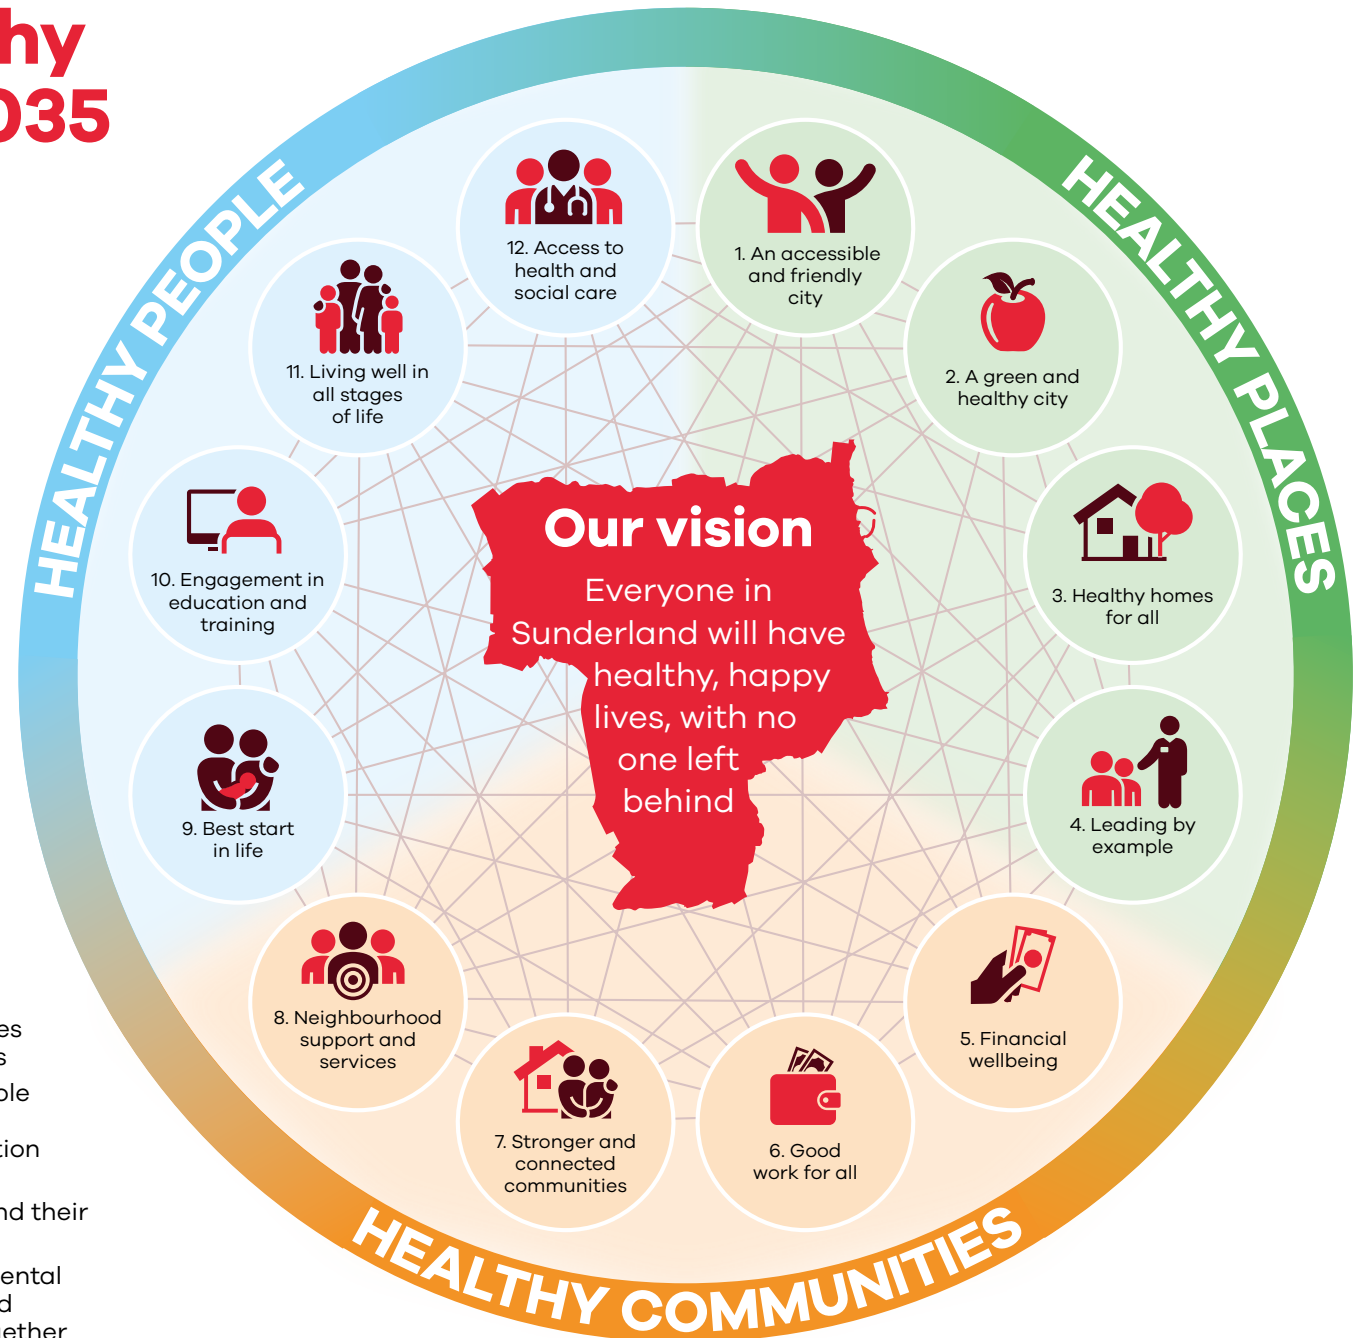 hy
035
HEALTHY PEOPLE
HEALTHY PLACES
HEALTHY COMMUNITIES
1. An accessible
and friendly
city
2. A green and
healthy city
3. Healthy homes
for all
4. Leading by
example
5. Financial
wellbeing
6. Good
work for all
7. Stronger and
connected
communities
8. Neighbourhood
support and
services
9. Best start
in life
10. Engagement in
education and
training
11. Living well in
all stages
of life
12. Access to
health and
social care
Our vision
Everyone in
Sunderland will have
healthy, happy
lives, with no
one left
behind
es
s
ple
tion
nd their
ental
d
gether